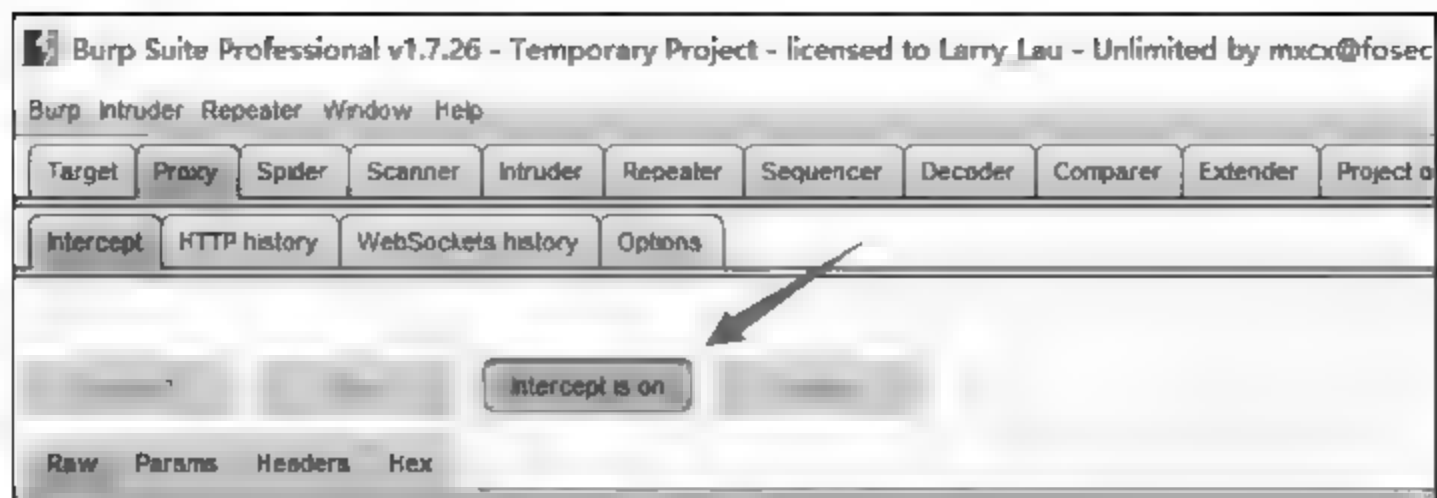 Burp Suite Professional v1.7.26 - Temporary Project - licensed to Larry_Lau - Unlimited by mxcx@fosec
Burp Intruder Repeater Window Help
Target Proxy Spider Scanner Intruder Repeater Sequencer Decoder Comparer Extender Project o
Intercept HTTP history WebSockets history Options
Intercept is on
Raw Params Headers Hex